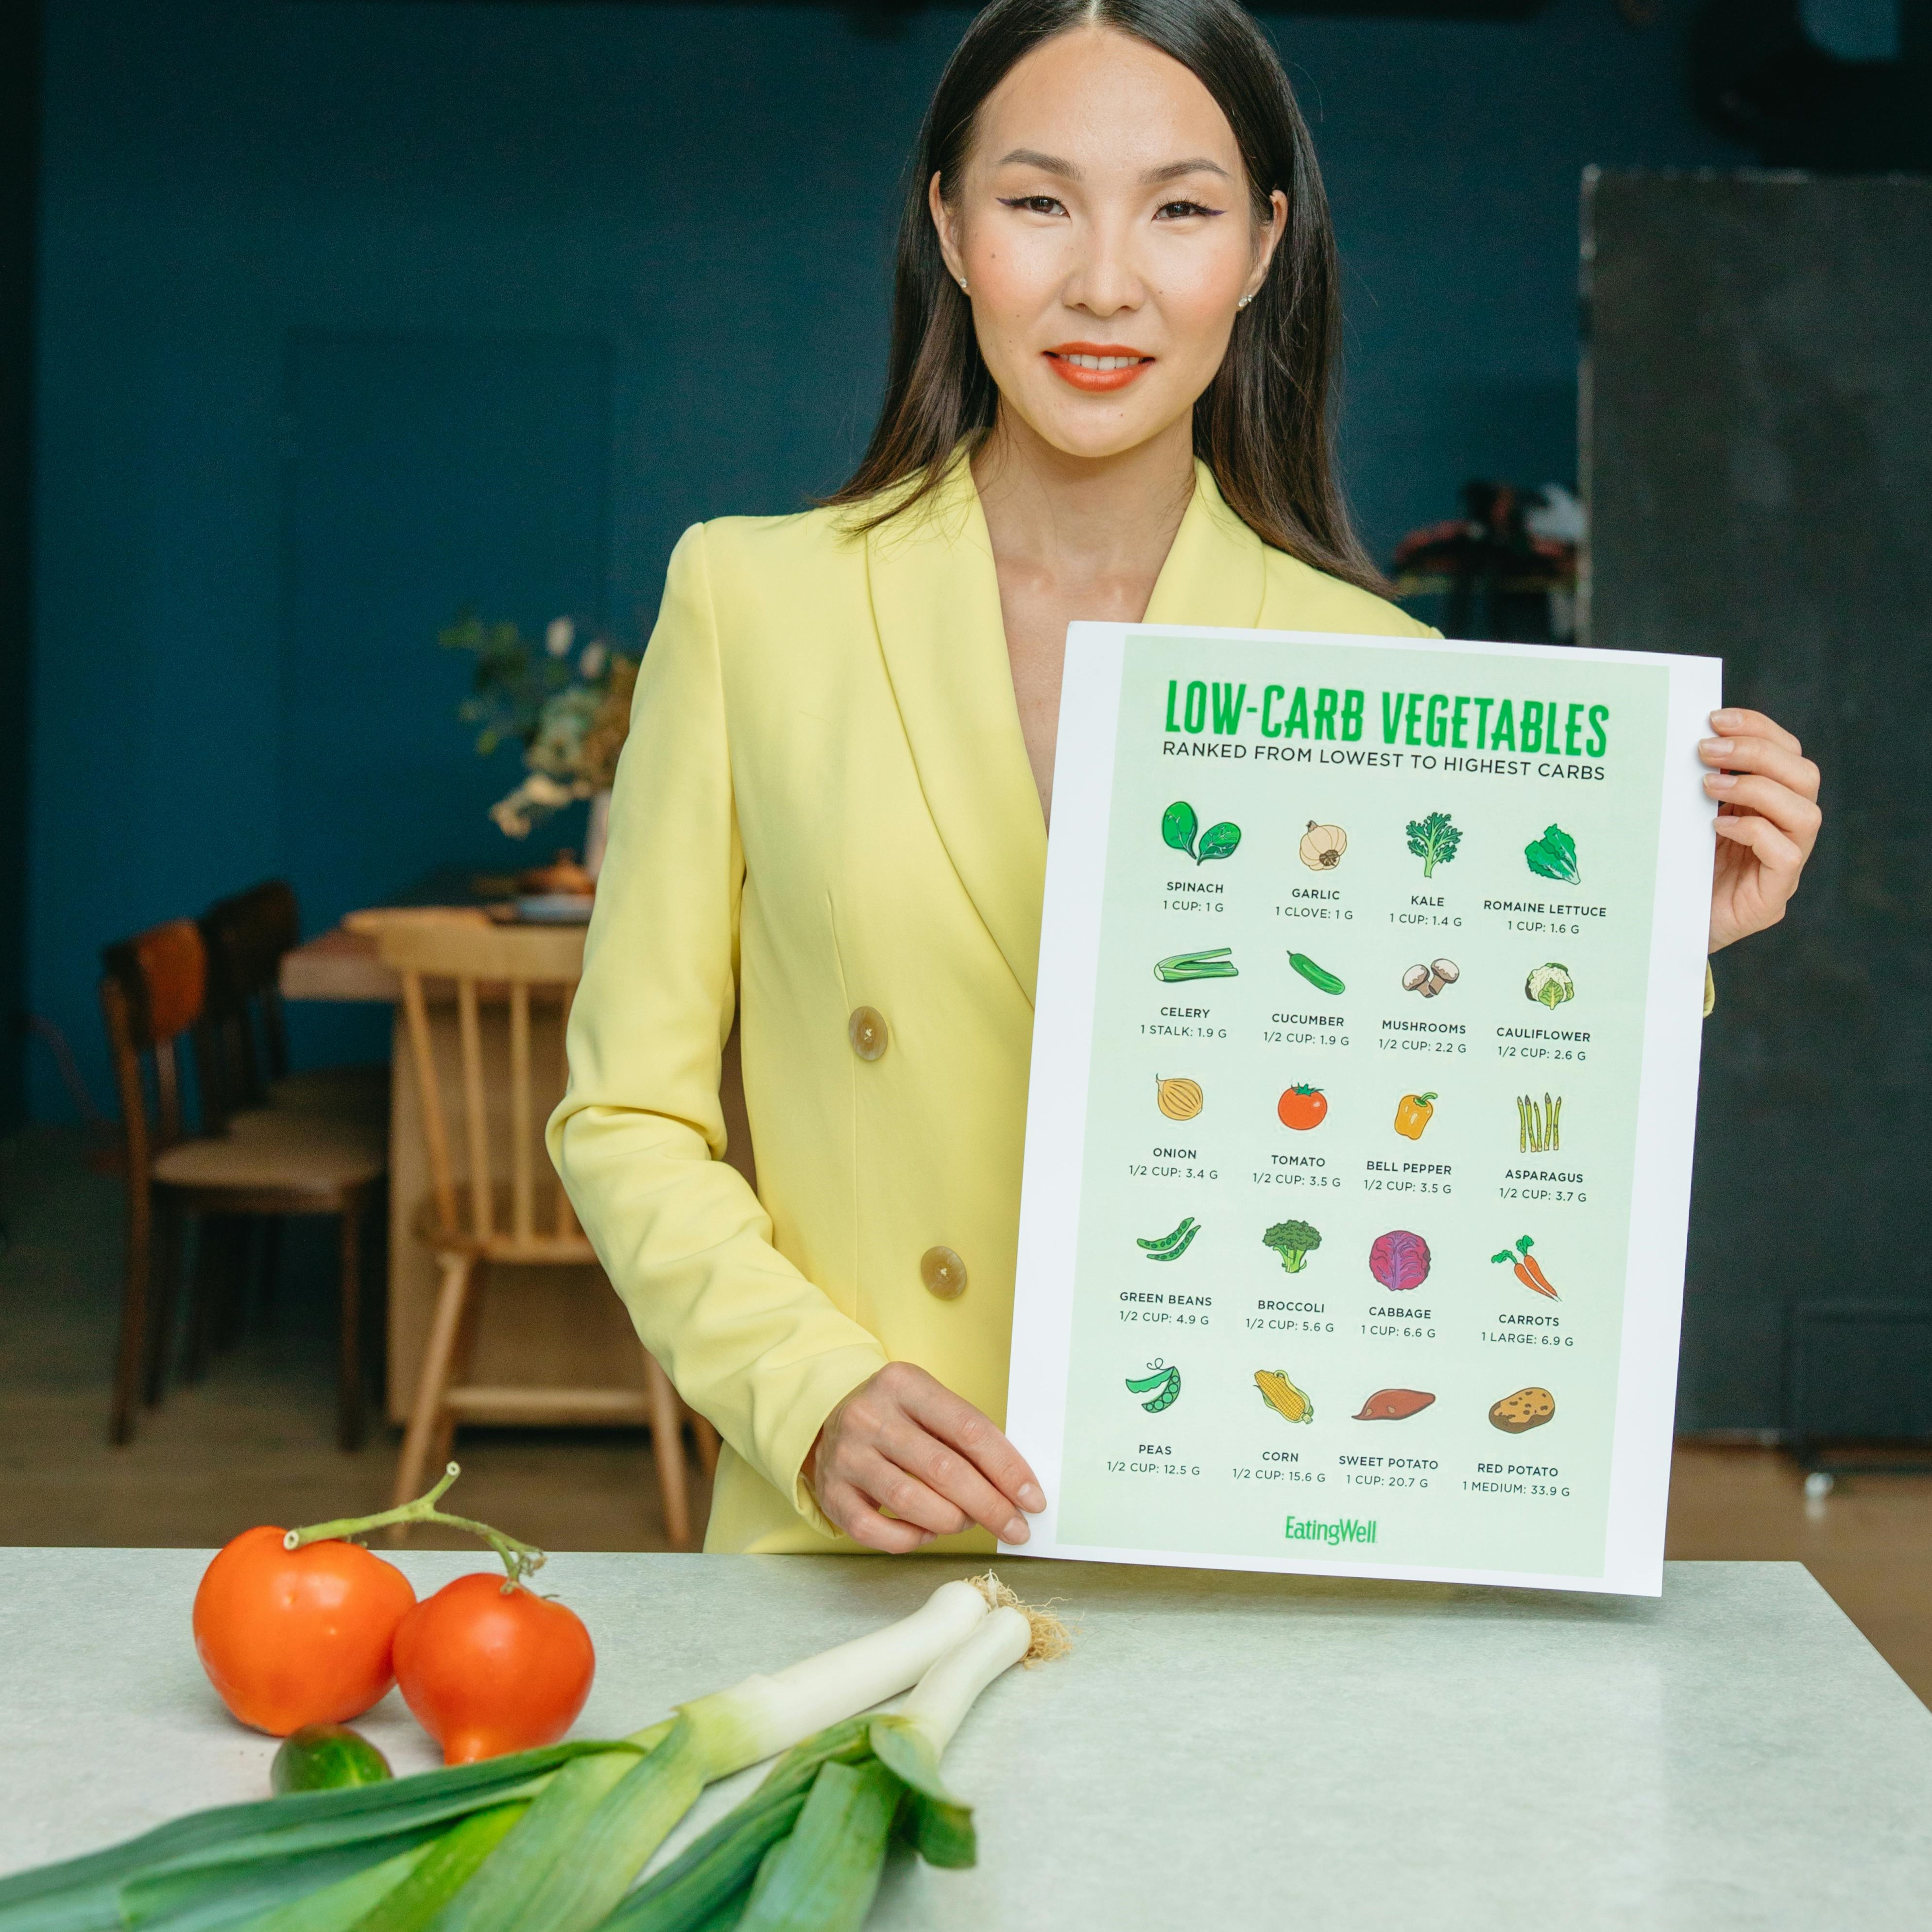 LOW-CARB VEGETABLES
RANKED FROM LOWEST TO HIGHEST CARBS
SPINACH
1 CUP: 1 G
GARLIC
1 CLOVE: 1 G
KALE
1 CUP: 1.4 G
ROMAINE LETTUCE
1 CUP: 1.6 G
CELERY
1 STALK: 1.9 G
CUCUMBER
1/2 CUP: 1.9 G
MUSHROOMS
1/2 CUP: 2.2 G
CAULIFLOWER
1/2 CUP: 2.6 G
ONION
1/2 CUP: 3.4 G
TOMATO
1/2 CUP: 3.5 G
BELL PEPPER
1/2 CUP: 3.5 G
ASPARAGUS
1/2 CUP: 3.7 G
GREEN BEANS
1/2 CUP: 4.9 G
BROCCOLI
1/2 CUP: 5.6 G
CABBAGE
1 CUP: 6.6 G
CARROTS
1 LARGE: 6.9 G
PEAS
1/2 CUP: 12.5 G
CORN
1/2 CUP: 15.6 G
SWEET POTATO
1 CUP: 20.7 G
RED POTATO
1 MEDIUM: 33.9 G
EatingWell